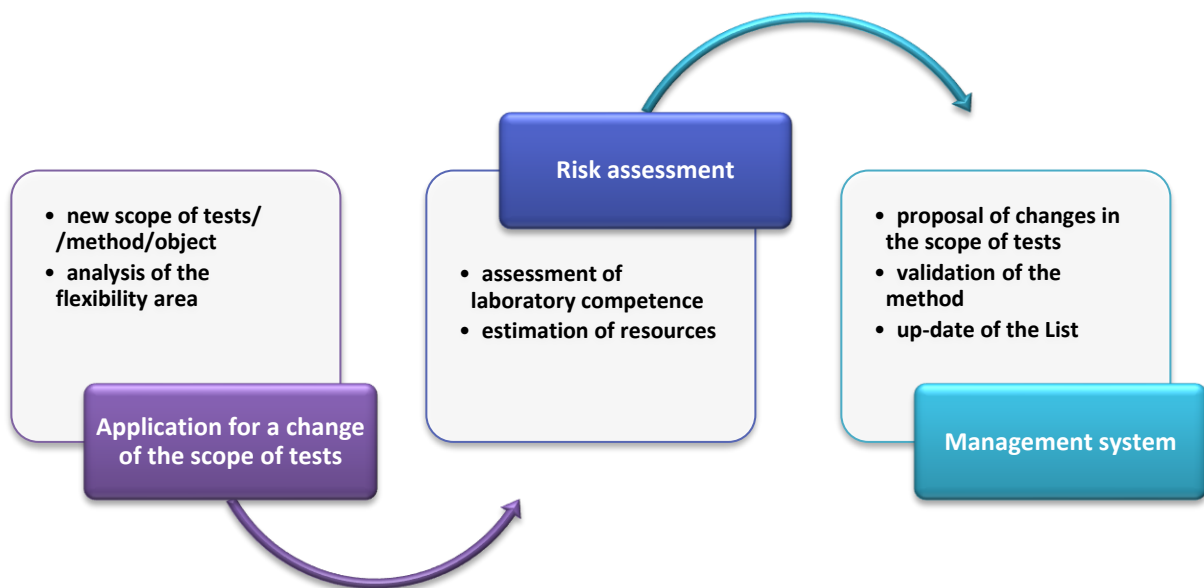 • new scope of tests/
/method/object
• analysis of the
flexibility area
Application for a change
of the scope of tests
Risk assessment
• assessment of
laboratory competence
• estimation of resources
• proposal of changes in
the scope of tests
• validation of the
method
• up-date of the List
Management system